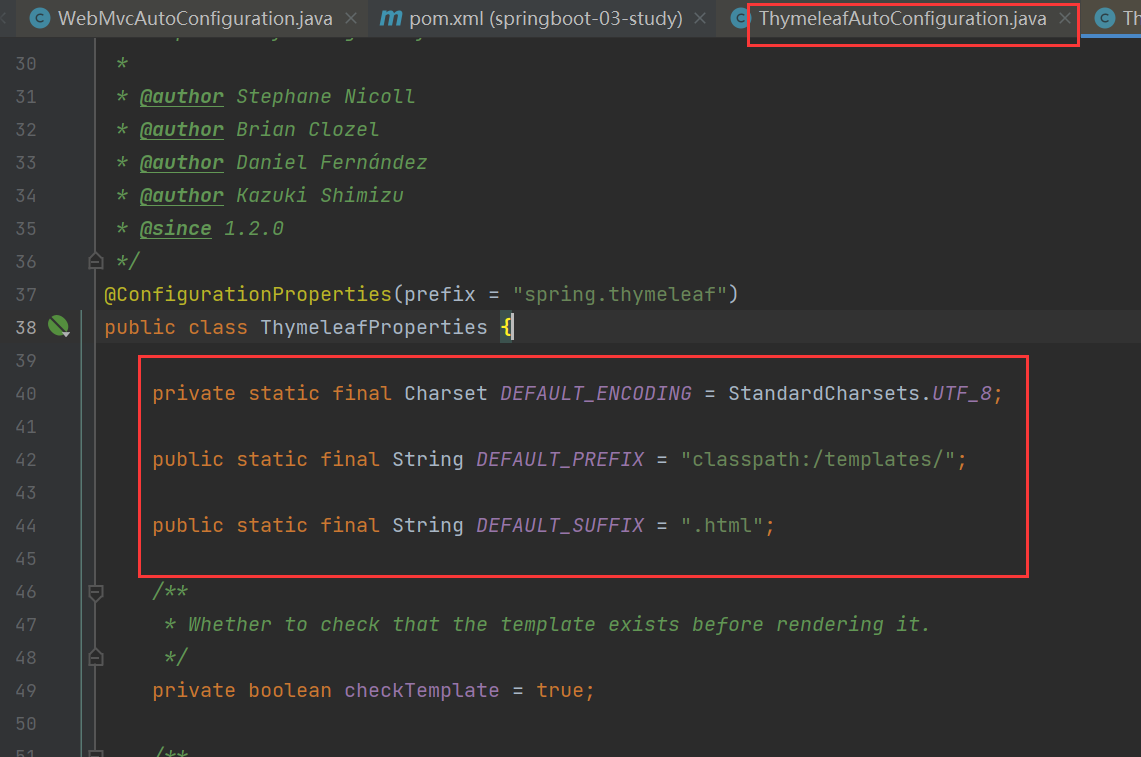 WebMvcAutoConfiguration.java pom.xml (springboot-03-study) ThymeleafAutoConfiguration.java Th
30 *
31 * @author Stephane Nicoll
32 * @author Brian Clozel
33 * @author Daniel Fernández
34 * @author Kazuki Shimizu
35 * @since 1.2.0
36 */
37 @ConfigurationProperties(prefix = "spring.thymeleaf")
38 public class ThymeleafProperties {
39
40 private static final Charset DEFAULT_ENCODING = StandardCharsets.UTF_8;
41
42 public static final String DEFAULT_PREFIX = "classpath:/templates/";
43
44 public static final String DEFAULT_SUFFIX = ".html";
45
46 /**
47 * Whether to check that the template exists before rendering it.
48 */
49 private boolean checkTemplate = true;
50
51 /**